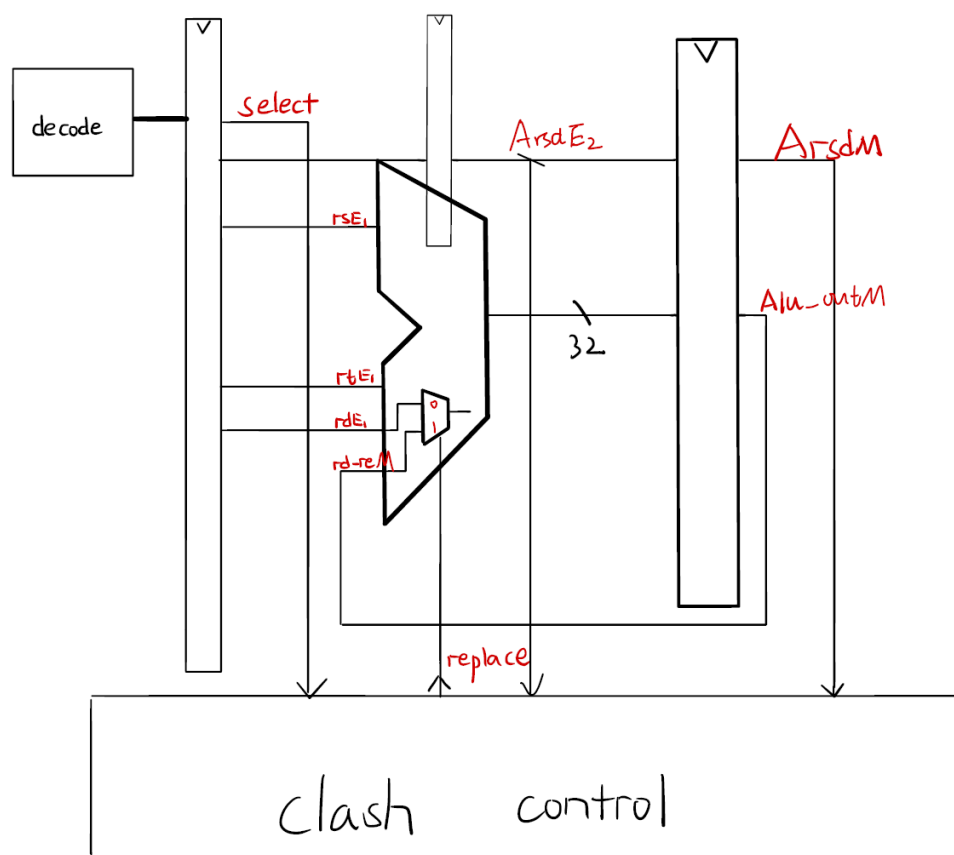 decode
select
ArsdE2
ArsdM
rsE1
Alu_outM
32
rtE1
0
rdE1
1
rd-reM
replace
clash control